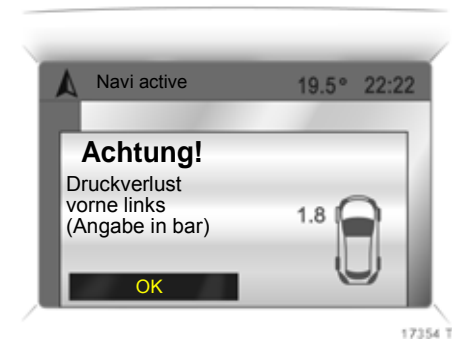 Navi active 19.5° 22:22
Achtung!
Druckverlust
vorne links
(Angabe in bar)
1.8
OK
17354 T